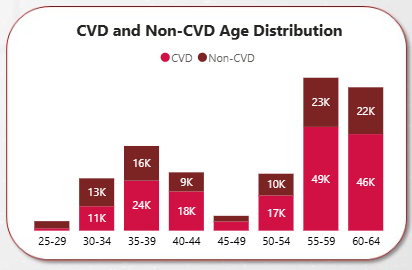 CVD and Non-CVD Age Distribution
CVD Non-CVD
23K
22K
16K
13K
9K
10K
49K
46K
24K
18K
17K
11K
25-29 30-34 35-39 40-44 45-49 50-54 55-59 60-64